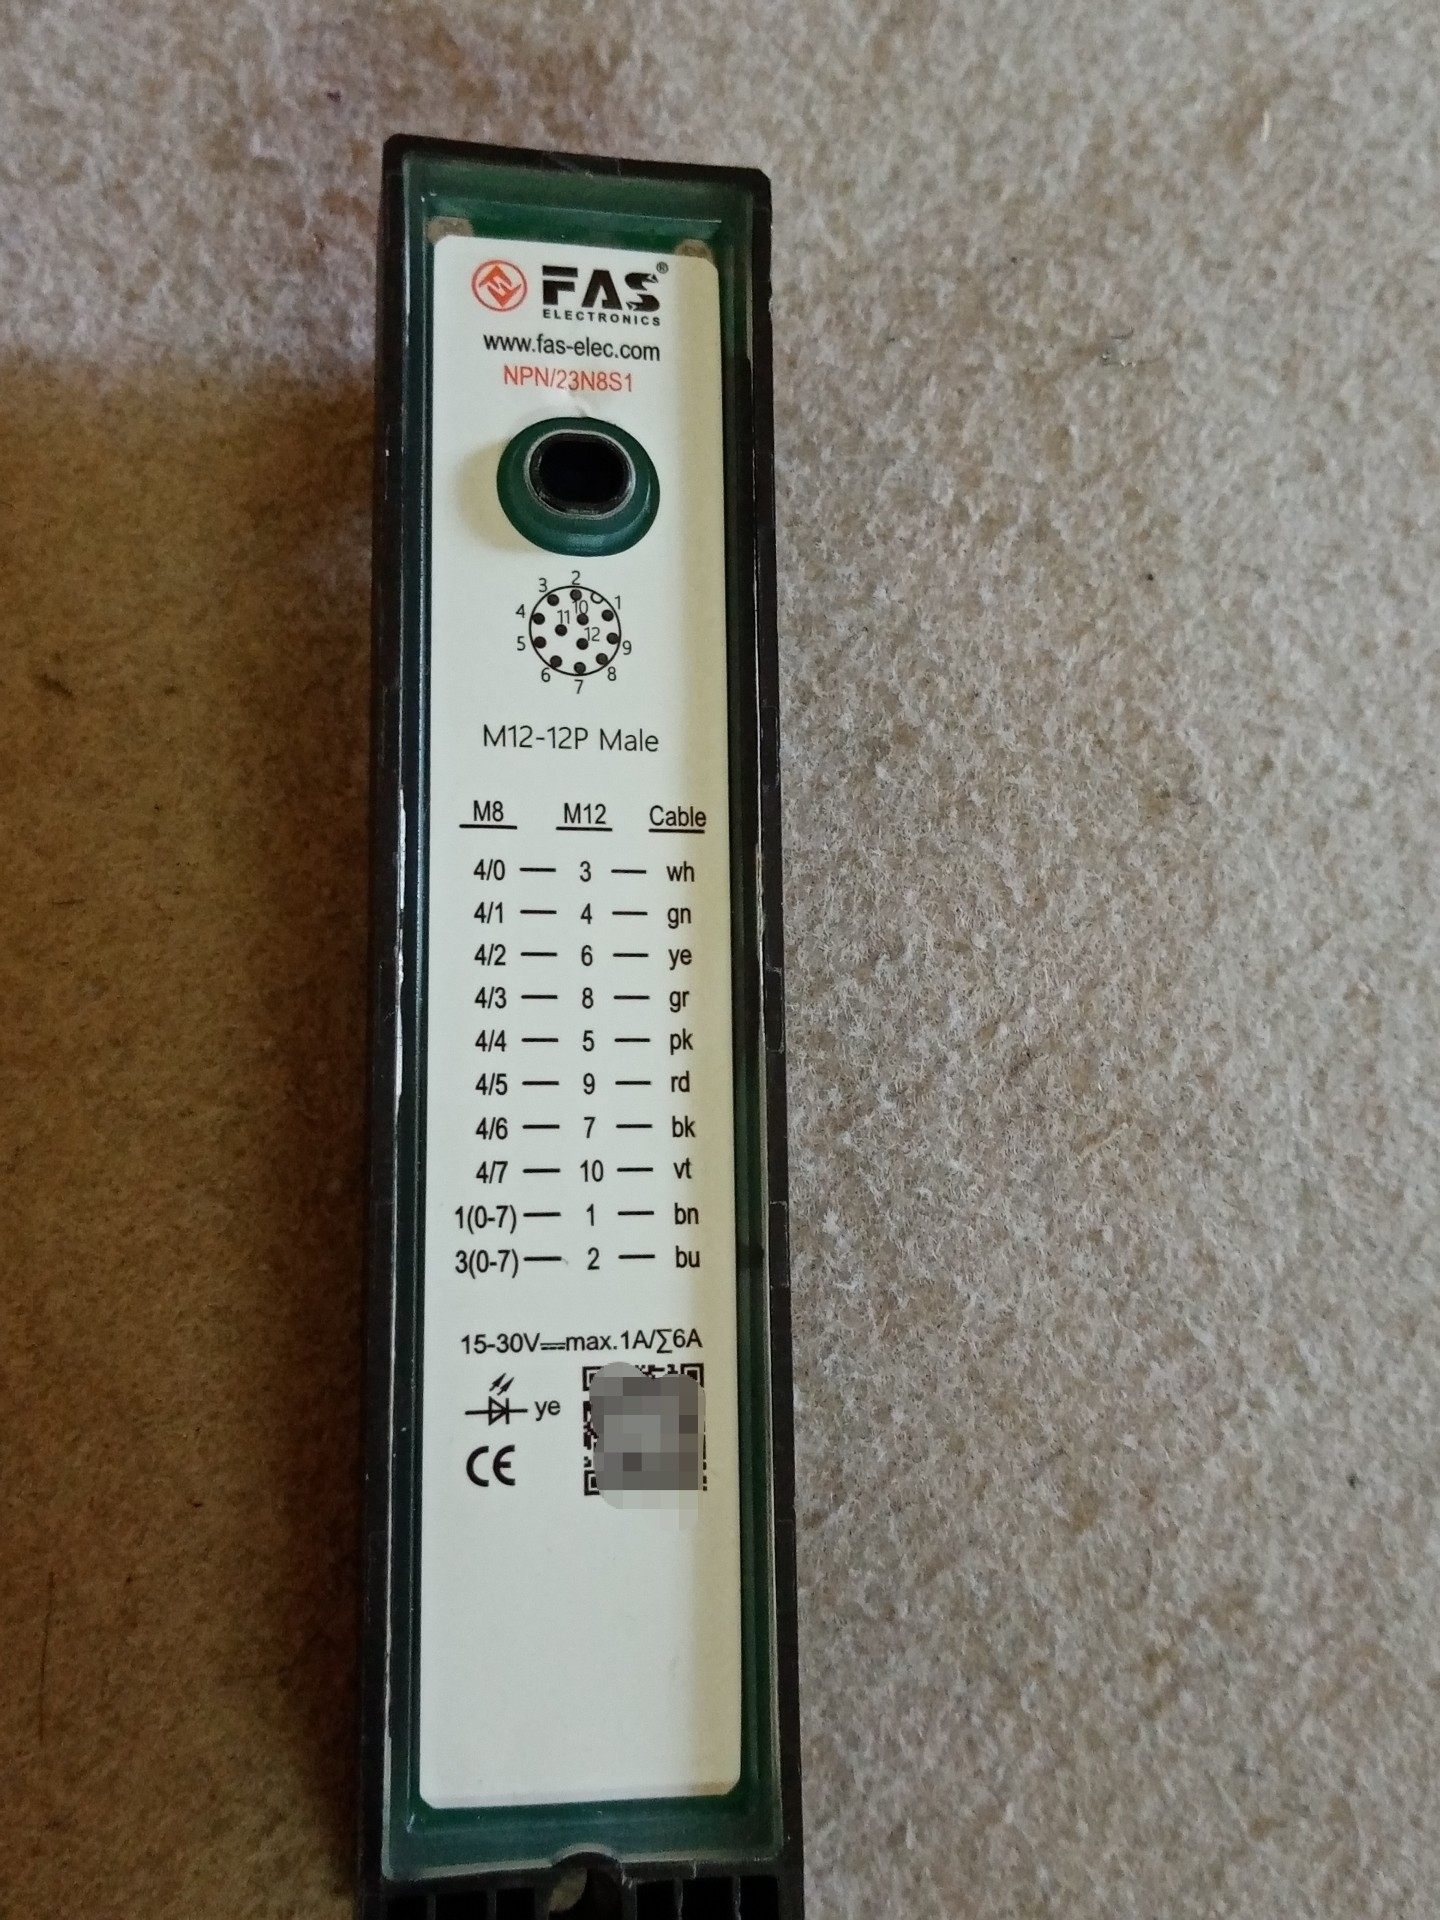 FAS®
ELECTRONICS
www.fas-elec.com
NPN/23N8S1
2
3
1
10
4
11
12
5
9
6
8
7
M12-12P Male
M8 M12 Cable
4/0 — 3 — wh
4/1 — 4 — gn
4/2 — 6 — ye
4/3 — 8 — gr
4/4 — 5 — pk
4/5 — 9 — rd
4/6 — 7 — bk
4/7 — 10 — vt
1(0-7) — 1 — bn
3(0-7) — 2 — bu
15-30V⎓max.1A/∑6A
ye
CE